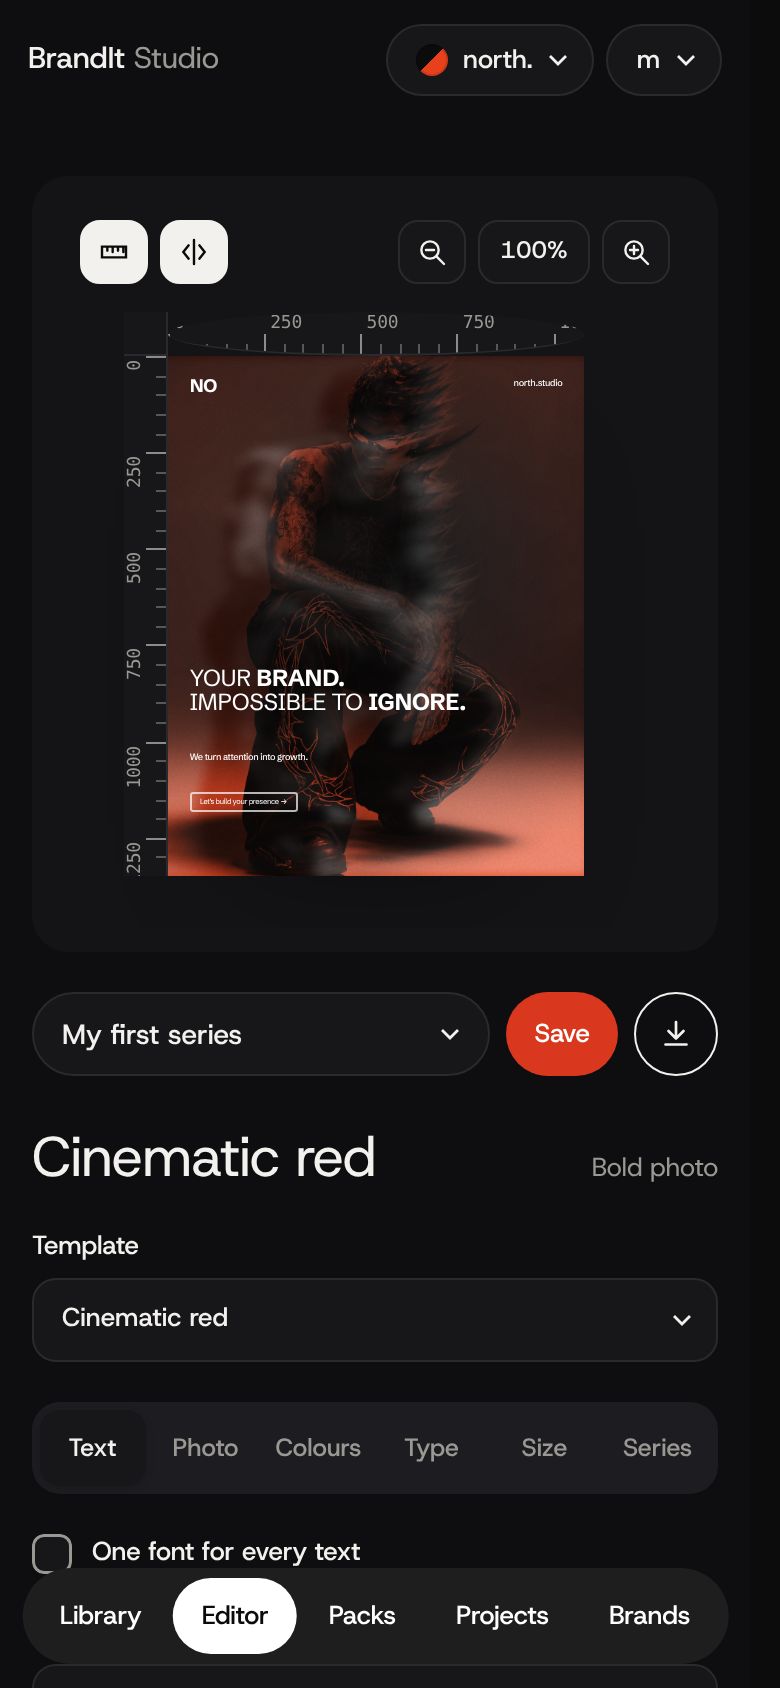 BrandIt Studio
north.
m
100%
250 500 750
0
250
500
750
1000
250
NO
north.studio
YOUR BRAND.
IMPOSSIBLE TO IGNORE.
We turn attention into growth.
Let's build your presence →
My first series
Save
Cinematic red
Bold photo
Template
Cinematic red
Text Photo Colours Type Size Series
One font for every text
Library Editor Packs Projects Brands